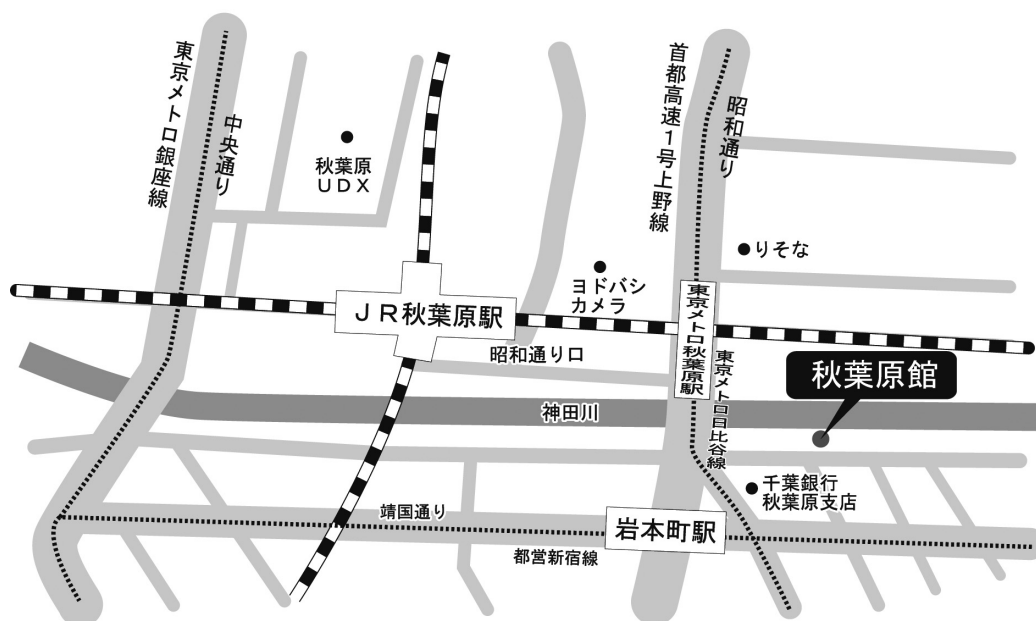 東京メトロ銀座線
中央通り
秋葉原
ＵＤＸ
首都高速１号上野線
昭和通り
りそな
ヨドバシ
カメラ
ＪＲ秋葉原駅
昭和通り口
東京メトロ秋葉原駅
東京メトロ日比谷線
秋葉原館
神田川
千葉銀行
秋葉原支店
靖国通り
岩本町駅
都営新宿線